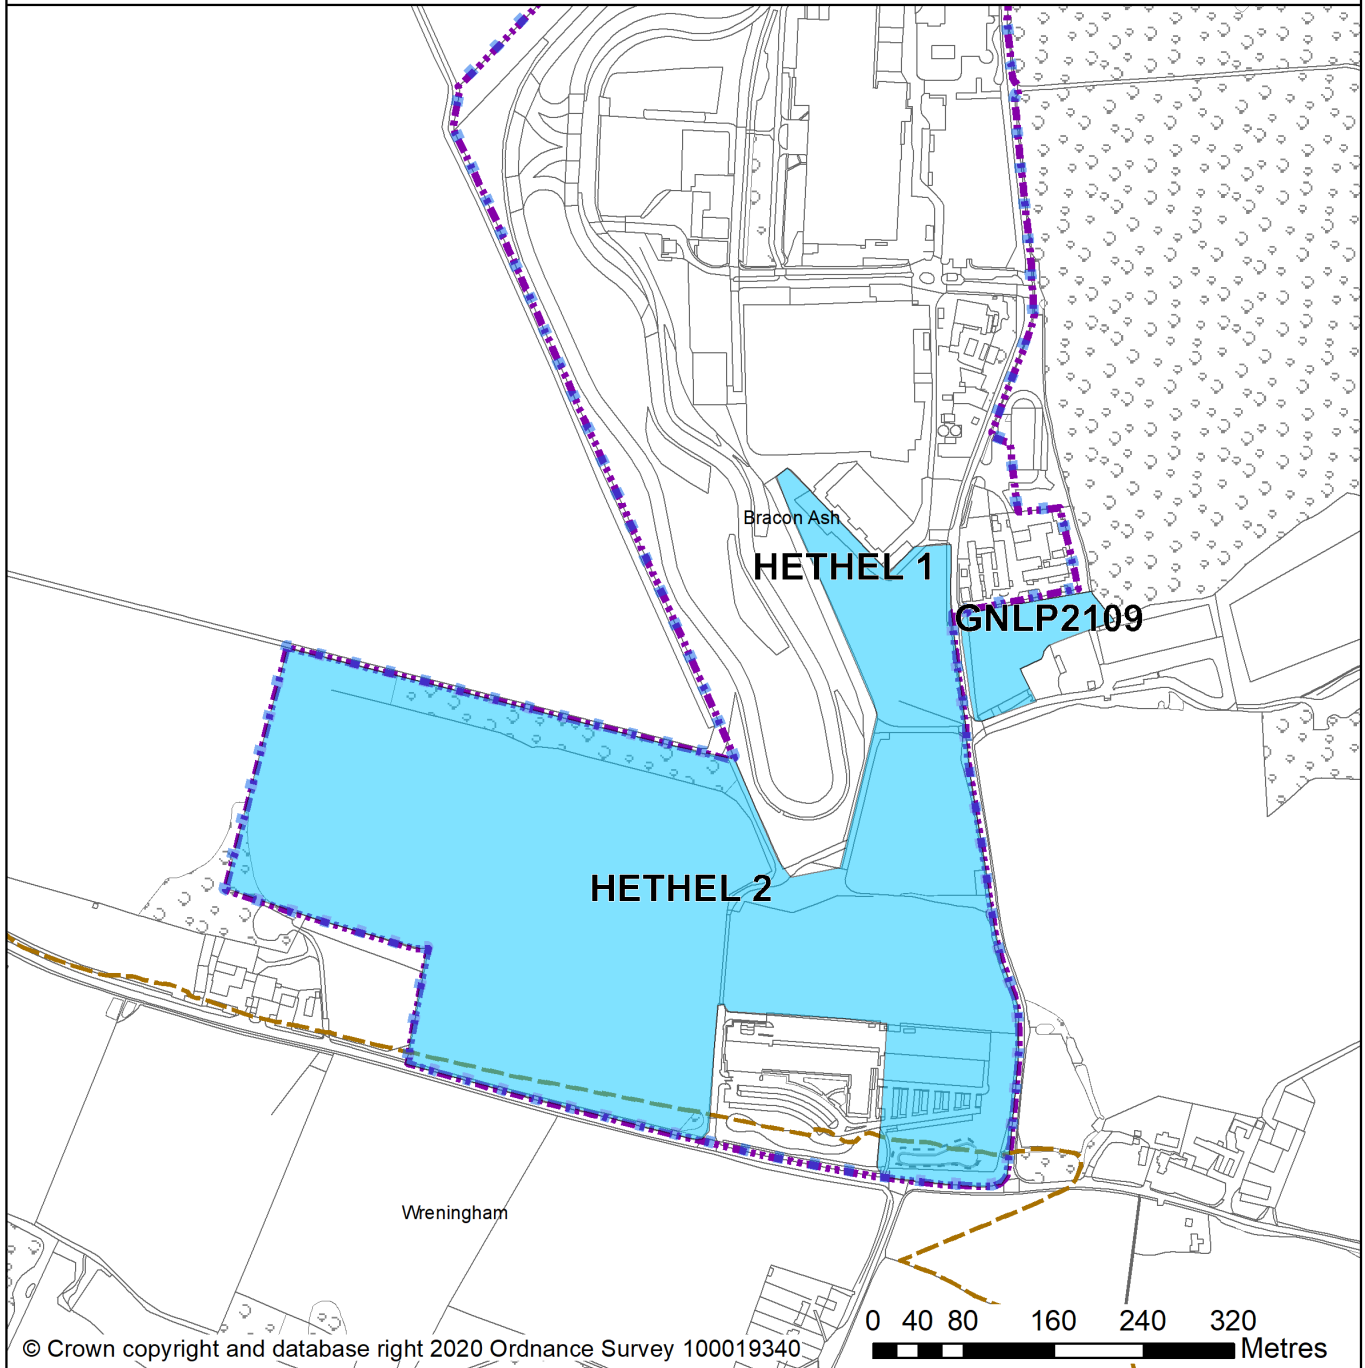 Bracon Ash
HETHEL 1
GNLP2109
HETHEL 2
Wreningham
0 40 80 160 240 320
Metres
© Crown copyright and database right 2020 Ordnance Survey 100019340